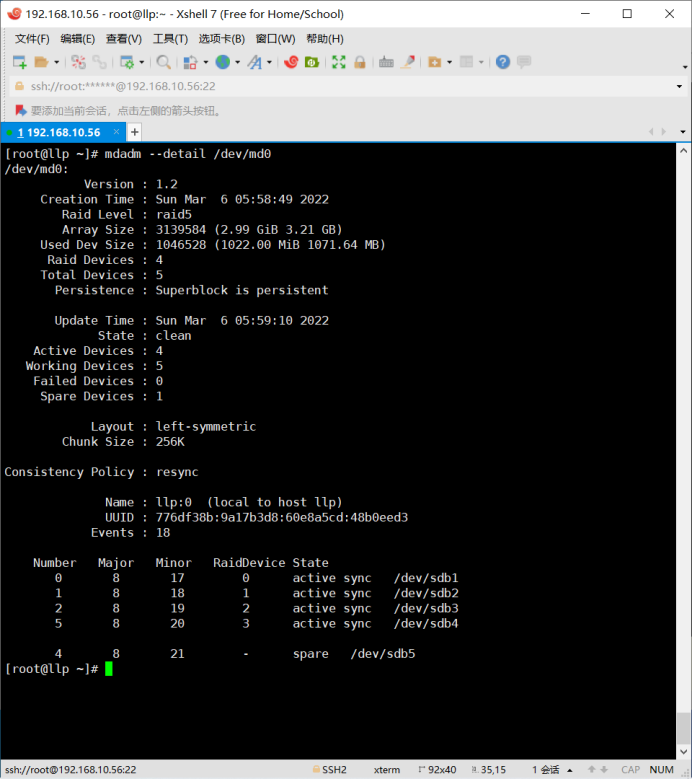 192.168.10.56 - root@llp:~ - Xshell 7 (Free for Home/School)
文件(F) 编辑(E) 查看(V) 工具(T) 选项卡(B) 窗口(W) 帮助(H)
ssh://root:******@192.168.10.56:22
要添加当前会话，点击左侧的箭头按钮。
1 192.168.10.56 × +
[root@llp ~]# mdadm --detail /dev/md0
/dev/md0:
Version : 1.2
Creation Time : Sun Mar  6 05:58:49 2022
Raid Level : raid5
Array Size : 3139584 (2.99 GiB 3.21 GB)
Used Dev Size : 1046528 (1022.00 MiB 1071.64 MB)
Raid Devices : 4
Total Devices : 5
Persistence : Superblock is persistent
Update Time : Sun Mar  6 05:59:10 2022
State : clean
Active Devices : 4
Working Devices : 5
Failed Devices : 0
Spare Devices : 1
Layout : left-symmetric
Chunk Size : 256K
Consistency Policy : resync
Name : llp:0  (local to host llp)
UUID : 776df38b:9a17b3d8:60e8a5cd:48b0eed3
Events : 18
Number   Major   Minor   RaidDevice State
0       8       17        0      active sync   /dev/sdb1
1       8       18        1      active sync   /dev/sdb2
2       8       19        2      active sync   /dev/sdb3
5       8       20        3      active sync   /dev/sdb4
4       8       21        -      spare   /dev/sdb5
[root@llp ~]#
ssh://root@192.168.10.56:22 SSH2 xterm 92x40 35,15 1 会话 CAP NUM